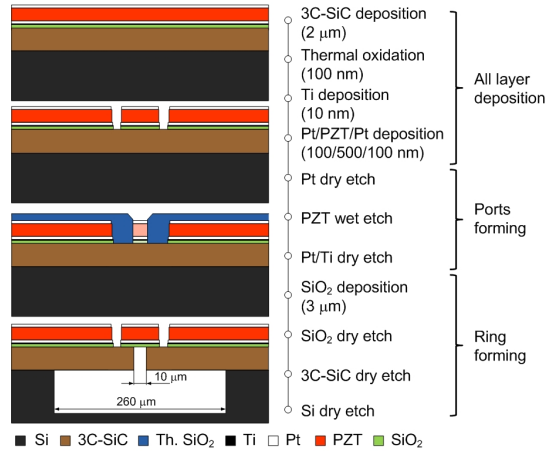 3C-SiC deposition
(2 μm)
Thermal oxidation
(100 nm)
Ti deposition
(10 nm)
Pt/PZT/Pt deposition
(100/500/100 nm)
All layer
deposition
Pt dry etch
PZT wet etch
Pt/Ti dry etch
Ports
forming
SiO₂ deposition
(3 μm)
SiO₂ dry etch
3C-SiC dry etch
Si dry etch
Ring
forming
10 μm
260 μm
Si 3C-SiC Th. SiO₂ Ti Pt PZT SiO₂